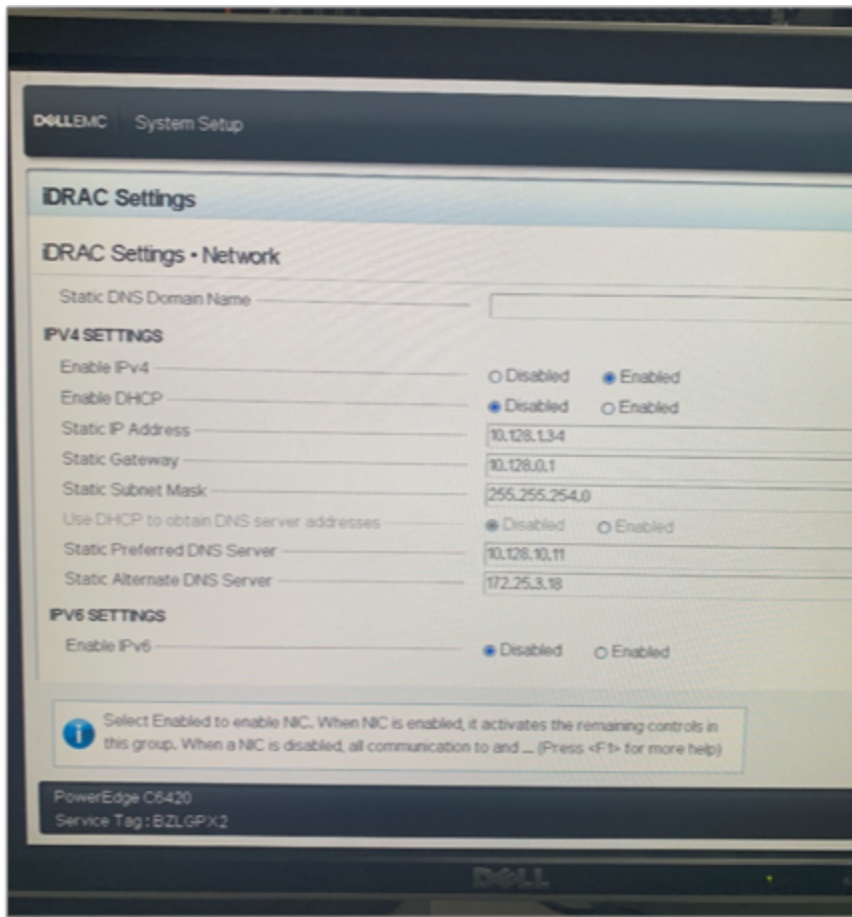 DELLEMC System Setup
iDRAC Settings
iDRAC Settings • Network
Static DNS Domain Name
IPV4 SETTINGS
Enable IPv4 Disabled Enabled
Enable DHCP Disabled Enabled
Static IP Address 10.128.1.34
Static Gateway 10.128.0.1
Static Subnet Mask 255.255.254.0
Use DHCP to obtain DNS server addresses Disabled Enabled
Static Preferred DNS Server 10.128.10.11
Static Alternate DNS Server 172.25.3.18
IPV6 SETTINGS
Enable IPv6 Disabled Enabled
Select Enabled to enable NIC. When NIC is enabled, it activates the remaining controls in
this group. When a NIC is disabled, all communication to and ... (Press <F1> for more help)
PowerEdge C6420
Service Tag : BZLGPX2
DELL